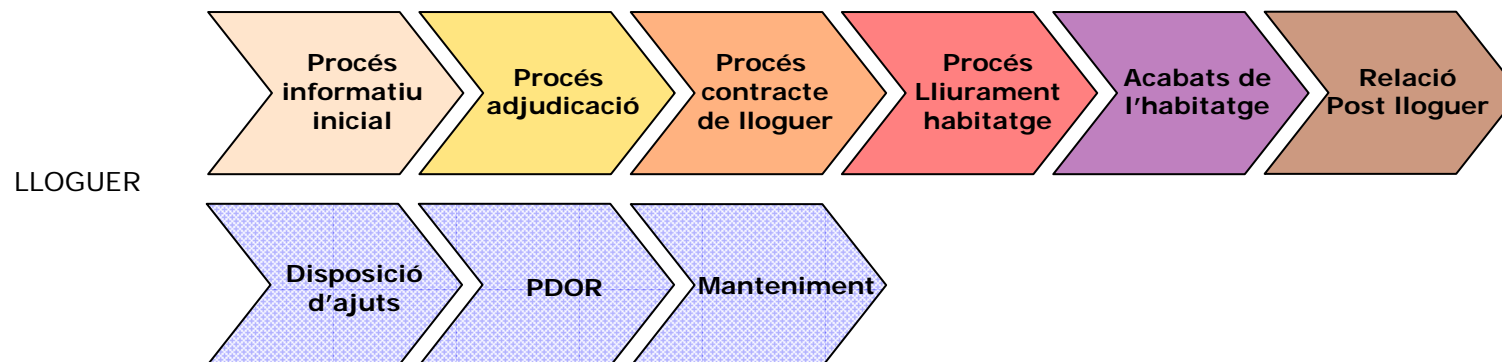 Procés
informatiu
inicial
Procés
adjudicació
Procés
contracte
de lloguer
Procés
Lliurament
habitatge
Acabats de
l'habitatge
Relació
Post lloguer
LLOGUER
Disposició
d'ajuts
PDOR
Manteniment